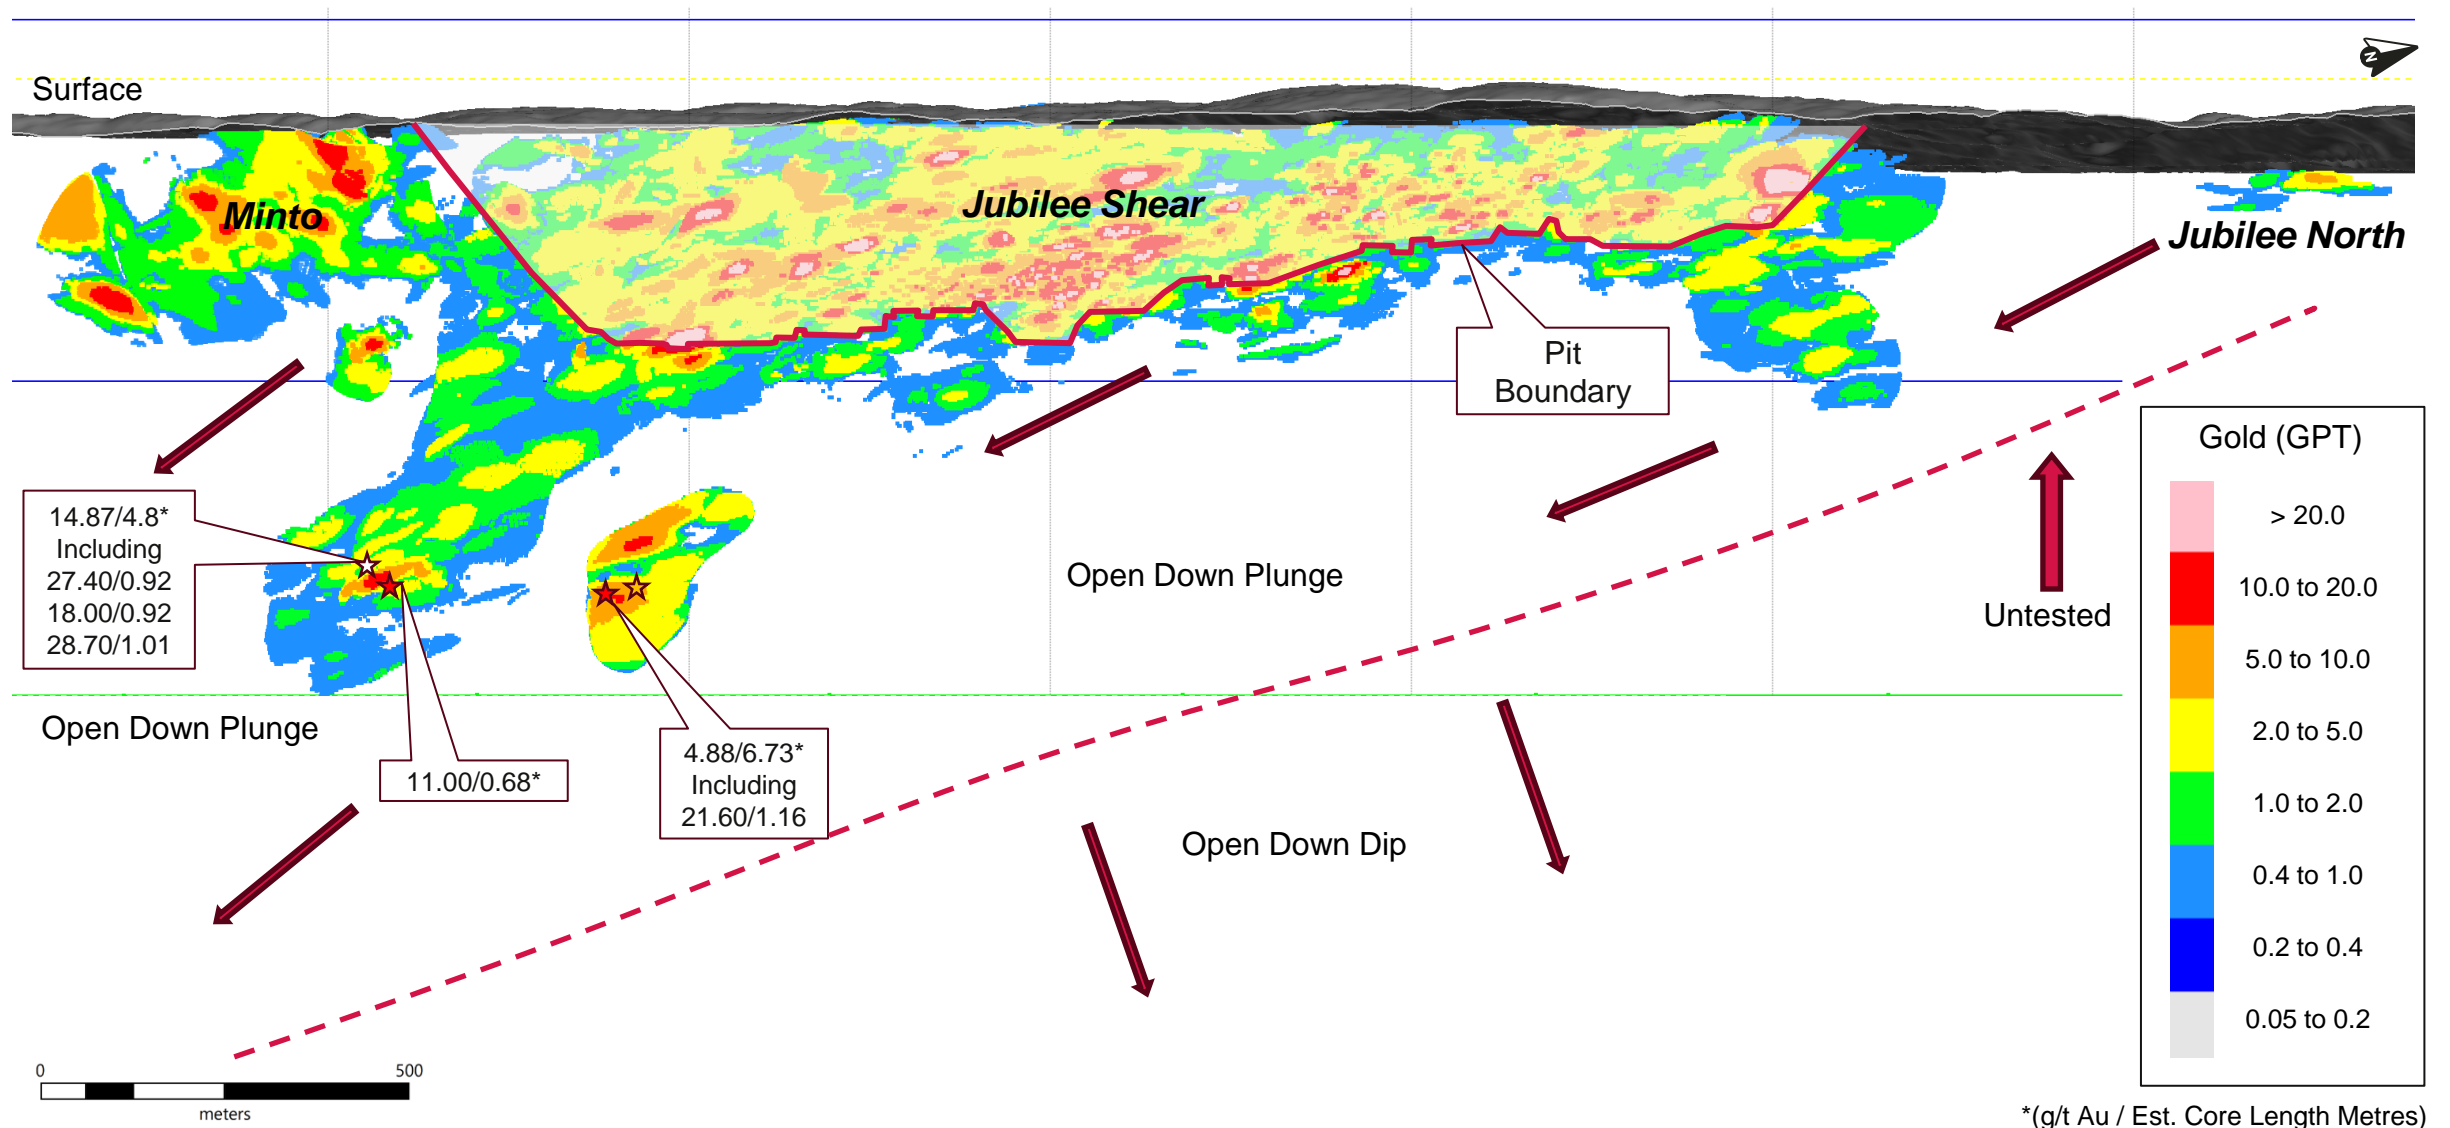 Surface
N
Minto
Jubilee Shear
Jubilee North
Pit
Boundary
Gold (GPT)
> 20.0
10.0 to 20.0
5.0 to 10.0
2.0 to 5.0
1.0 to 2.0
0.4 to 1.0
0.2 to 0.4
0.05 to 0.2
14.87/4.8*
Including
27.40/0.92
18.00/0.92
28.70/1.01
Open Down Plunge
Untested
Open Down Plunge
11.00/0.68*
4.88/6.73*
Including
21.60/1.16
Open Down Dip
0 500
meters
*(g/t Au / Est. Core Length Metres)